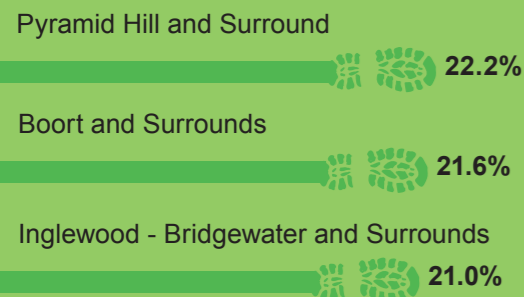 Pyramid Hill and Surround
22.2%
Boort and Surrounds
21.6%
Inglewood - Bridgewater and Surrounds
21.0%